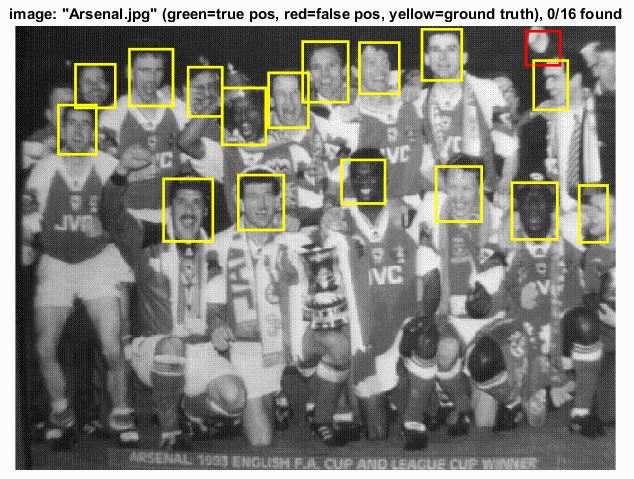 image: "Arsenal.jpg" (green=true pos, red=false pos, yellow=ground truth), 0/16 found
JVC
JVC
JVC
JVC
ARSENAL 1993 ENGLISH F.A. CUP AND LEAGUE CUP WINNER